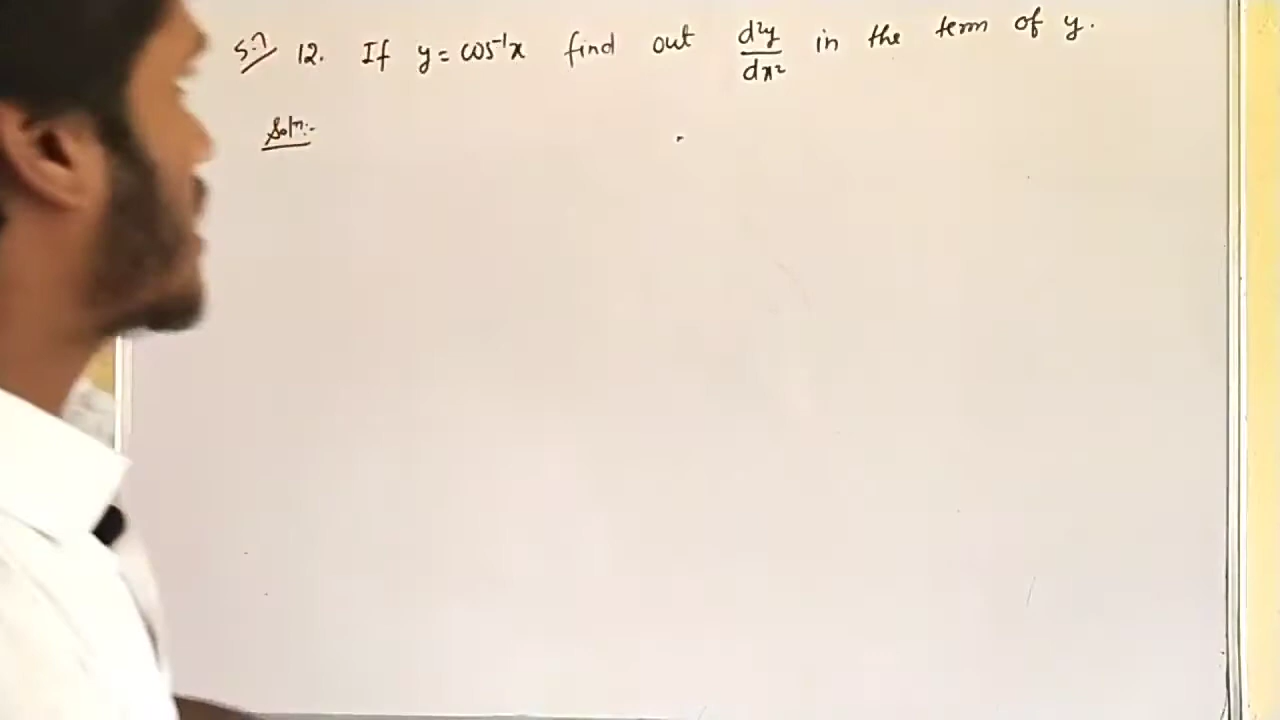 5.7 12. If y = cos⁻¹x find out d²y/dx² in the term of y.
Soln:-